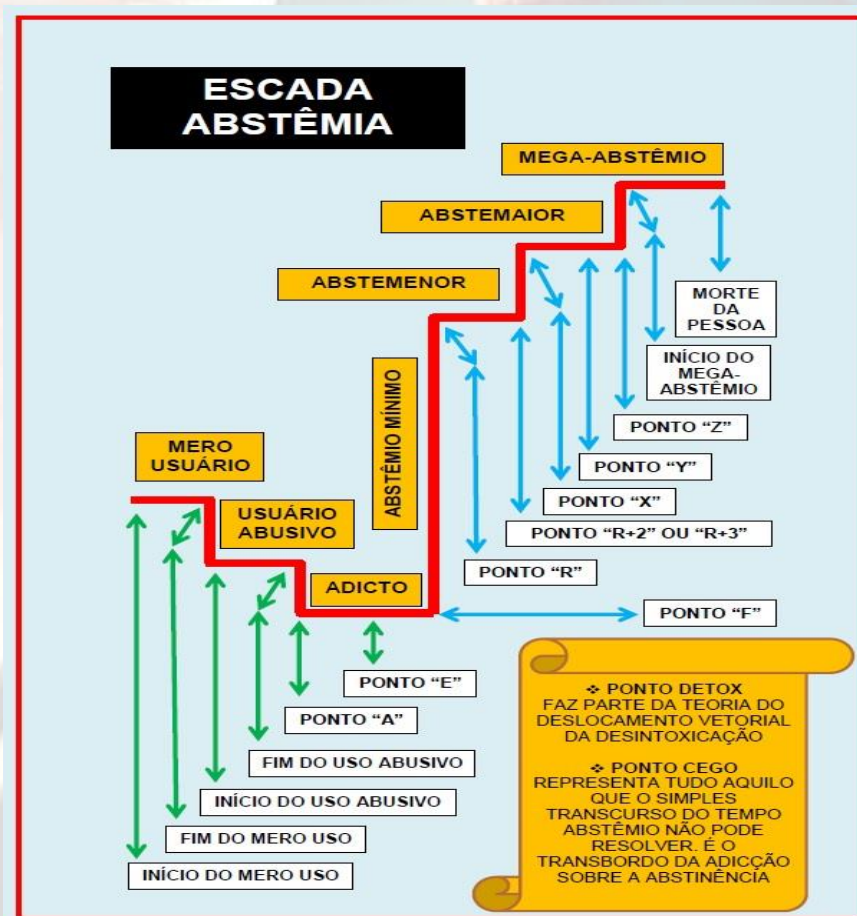 ESCADA
ABSTÊMIA
MEGA-ABSTÊMIO
ABSTEMAIOR
ABSTEMENOR
ABSTÊMIO MÍNIMO
MERO
USUÁRIO
USUÁRIO
ABUSIVO
ADICTO
MORTE
DA
PESSOA
INÍCIO DO
MEGA-
ABSTÊMIO
PONTO “Z”
PONTO “Y”
PONTO “X”
PONTO “R+2” OU “R+3”
PONTO “R”
PONTO “F”
PONTO “E”
PONTO “A”
FIM DO USO ABUSIVO
INÍCIO DO USO ABUSIVO
FIM DO MERO USO
INÍCIO DO MERO USO
❖ PONTO DETOX
FAZ PARTE DA TEORIA DO
DESLOCAMENTO VETORIAL
DA DESINTOXICAÇÃO
❖ PONTO CEGO
REPRESENTA TUDO AQUILO
QUE O SIMPLES
TRANSCURSO DO TEMPO
ABSTÊMIO NÃO PODE
RESOLVER. É O
TRANSBORDO DA ADICÇÃO
SOBRE A ABSTINÊNCIA